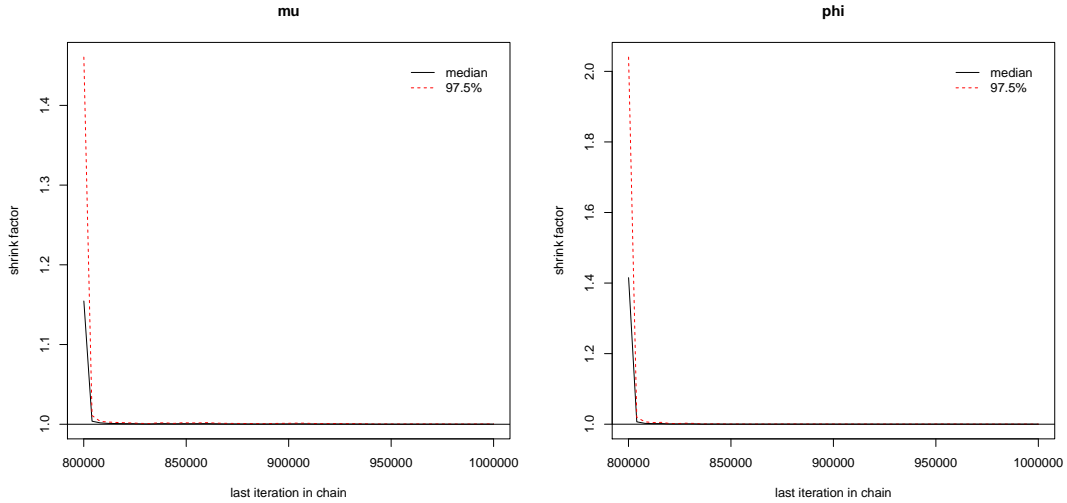 mu
median
97.5%
1.0
1.1
1.2
1.3
1.4
shrink factor
800000
850000
900000
950000
1000000
last iteration in chain
phi
median
97.5%
1.0
1.2
1.4
1.6
1.8
2.0
shrink factor
800000
850000
900000
950000
1000000
last iteration in chain